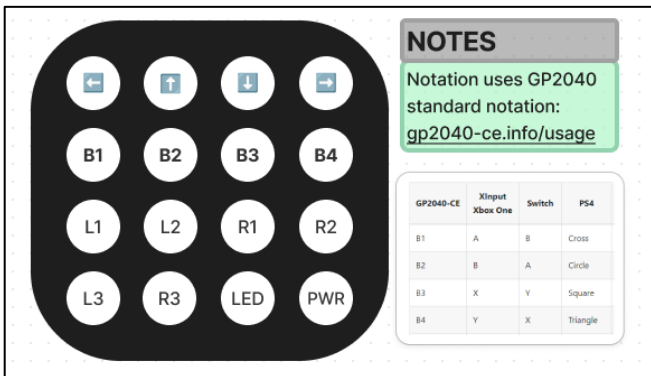 ⬅️ ⬆️ ⬇️ ➡️
B1 B2 B3 B4
L1 L2 R1 R2
L3 R3 LED PWR
NOTES
Notation uses GP2040
standard notation:
gp2040-ce.info/usage
GP2040-CE XInput Xbox One Switch PS4
B1 A B Cross
B2 B A Circle
B3 X Y Square
B4 Y X Triangle